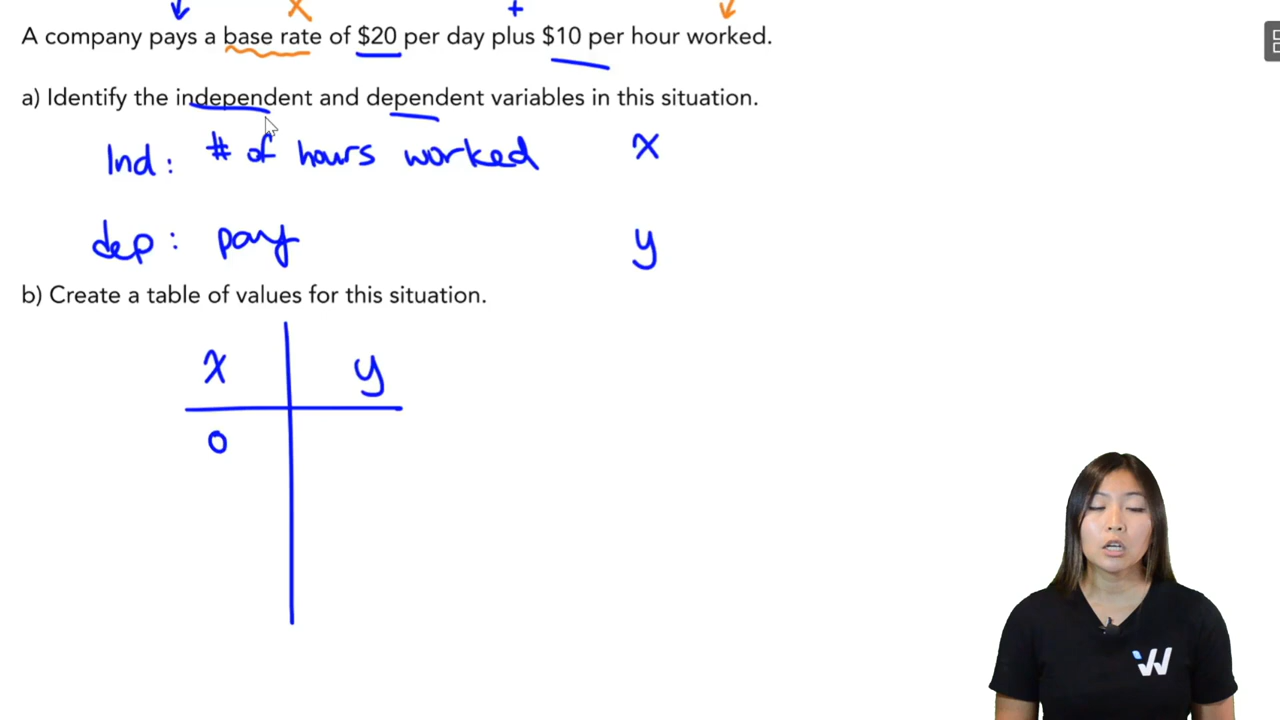 x +
A company pays a base rate of $20 per day plus $10 per hour worked.
a) Identify the independent and dependent variables in this situation.
Ind: # of hours worked x
dep: pay y
b) Create a table of values for this situation.
x y
0
W